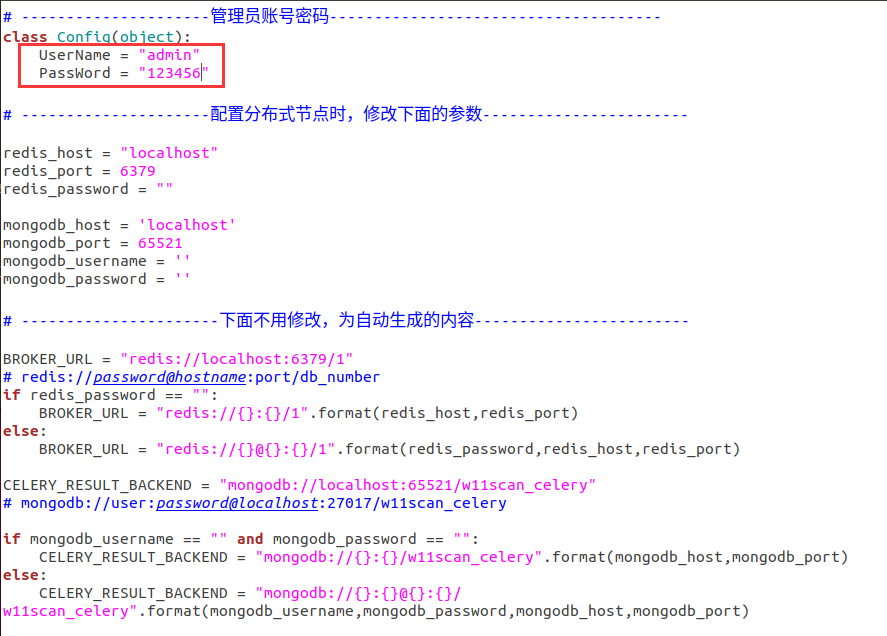 # ---------------------管理员账号密码-------------------------------------
class Config(object):
    UserName = "admin"
    PassWord = "123456"
# ---------------------配置分布式节点时，修改下面的参数-----------------------
redis_host = "localhost"
redis_port = 6379
redis_password = ""
mongodb_host = 'localhost'
mongodb_port = 65521
mongodb_username = ''
mongodb_password = ''
# ----------------------下面不用修改，为自动生成的内容------------------------
BROKER_URL = "redis://localhost:6379/1"
# redis://password@hostname:port/db_number
if redis_password == "":
    BROKER_URL = "redis://{}:{}/1".format(redis_host,redis_port)
else:
    BROKER_URL = "redis://{}@{}:{}/1".format(redis_password,redis_host,redis_port)
CELERY_RESULT_BACKEND = "mongodb://localhost:65521/w11scan_celery"
# mongodb://user:password@localhost:27017/w11scan_celery
if mongodb_username == "" and mongodb_password == "":
    CELERY_RESULT_BACKEND = "mongodb://{}:{}/w11scan_celery".format(mongodb_host,mongodb_port)
else:
    CELERY_RESULT_BACKEND = "mongodb://{}:{}@{}:{}/
w11scan_celery".format(mongodb_username,mongodb_password,mongodb_host,mongodb_port)